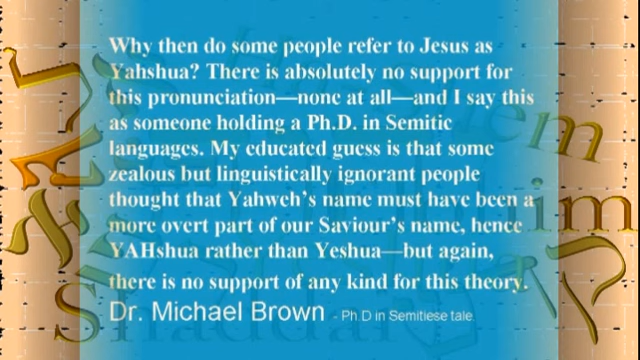 Why then do some people refer to Jesus as
Yahshua? There is absolutely no support for
this pronunciation—none at all—and I say this
as someone holding a Ph.D. in Semitic
languages. My educated guess is that some
zealous but linguistically ignorant people
thought that Yahweh's name must have been a
more overt part of our Saviour's name, hence
YAHshua rather than Yeshua—but again,
there is no support of any kind for this theory.
Dr. Michael Brown - Ph.D in Semitiese tale
Shaddai